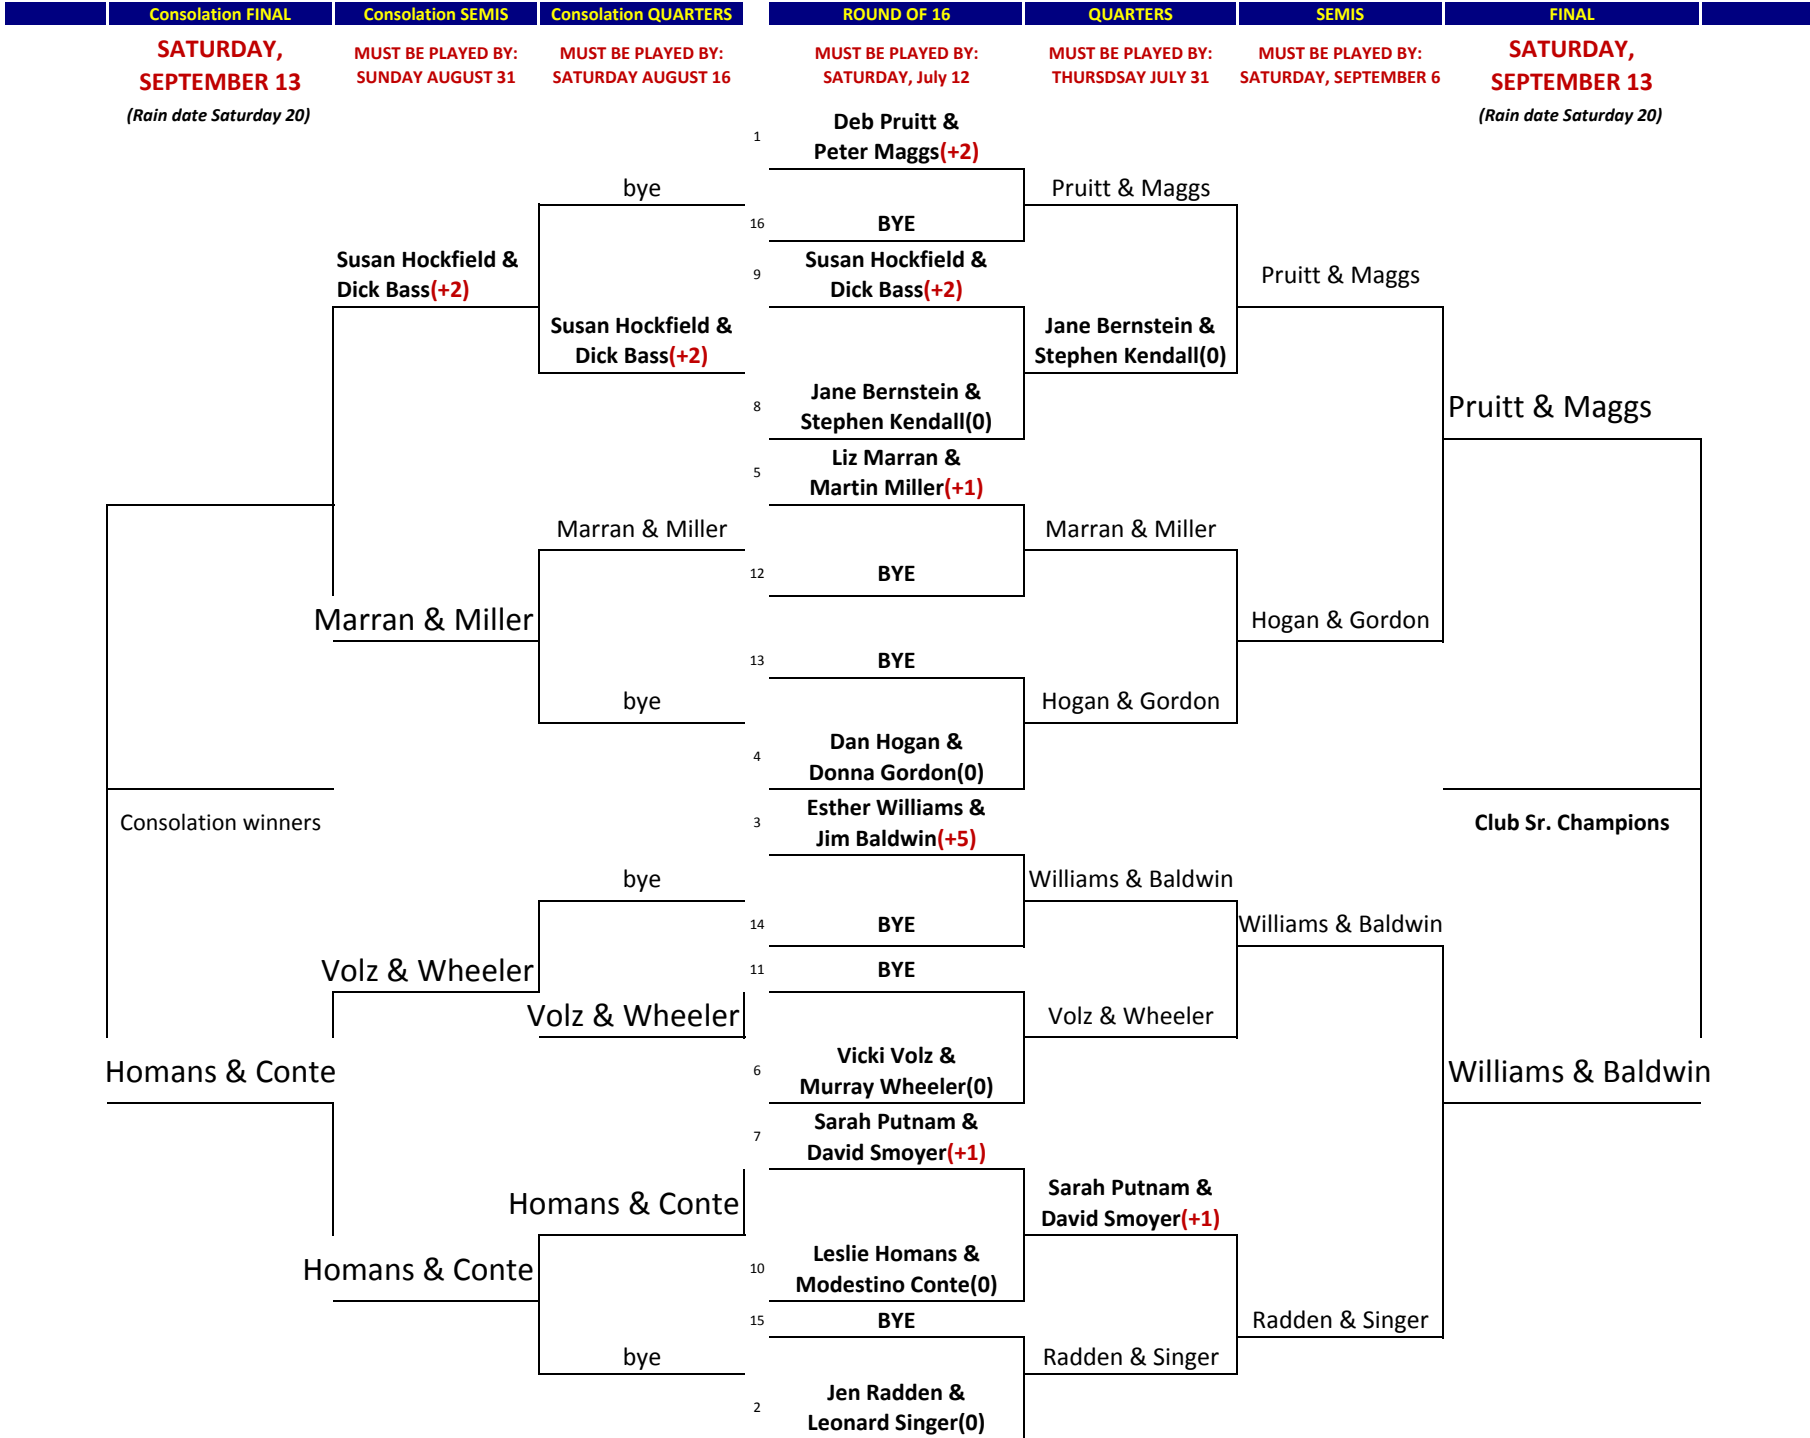 Consolation FINAL
Consolation SEMIS
Consolation QUARTERS
ROUND OF 16
QUARTERS
SEMIS
FINAL
SATURDAY,
SEPTEMBER 13
(Rain date Saturday 20)
MUST BE PLAYED BY:
SUNDAY AUGUST 31
MUST BE PLAYED BY:
SATURDAY AUGUST 16
MUST BE PLAYED BY:
SATURDAY, July 12
MUST BE PLAYED BY:
THURSDSAY JULY 31
MUST BE PLAYED BY:
SATURDAY, SEPTEMBER 6
SATURDAY,
SEPTEMBER 13
(Rain date Saturday 20)
Homans & Conte
Consolation winners
Susan Hockfield &
Dick Bass(+2)
Marran & Miller
Volz & Wheeler
Homans & Conte
bye
Susan Hockfield &
Dick Bass(+2)
Marran & Miller
bye
bye
Volz & Wheeler
Homans & Conte
bye
1
Deb Pruitt &
Peter Maggs(+2)
16
BYE
9
Susan Hockfield &
Dick Bass(+2)
8
Jane Bernstein &
Stephen Kendall(0)
5
Liz Marran &
Martin Miller(+1)
12
BYE
13
BYE
4
Dan Hogan &
Donna Gordon(0)
3
Esther Williams &
Jim Baldwin(+5)
14
BYE
11
BYE
6
Vicki Volz &
Murray Wheeler(0)
7
Sarah Putnam &
David Smoyer(+1)
10
Leslie Homans &
Modestino Conte(0)
15
BYE
2
Jen Radden &
Leonard Singer(0)
Pruitt & Maggs
Jane Bernstein &
Stephen Kendall(0)
Marran & Miller
Hogan & Gordon
Williams & Baldwin
Volz & Wheeler
Sarah Putnam &
David Smoyer(+1)
Radden & Singer
Pruitt & Maggs
Hogan & Gordon
Williams & Baldwin
Radden & Singer
Pruitt & Maggs
Club Sr. Champions
Williams & Baldwin